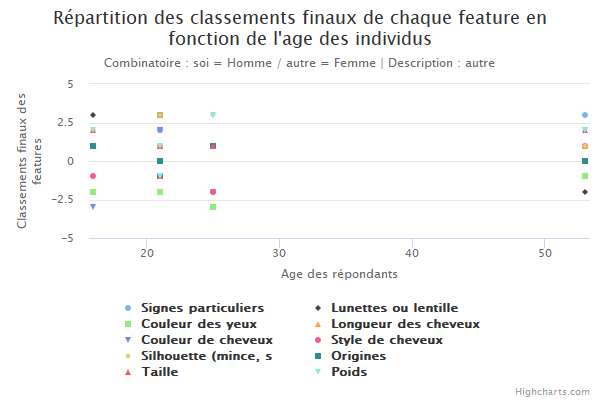 Répartition des classements finaux de chaque feature en
fonction de l'age des individus
Combinatoire : soi = Homme / autre = Femme | Description : autre
Classements finaux des
features
5
2.5
0
−2.5
−5
20
30
40
50
Age des répondants
Signes particuliers
Lunettes ou lentille
Couleur des yeux
Longueur des cheveux
Couleur de cheveux
Style de cheveux
Silhouette (mince, s
Origines
Taille
Poids
Highcharts.com